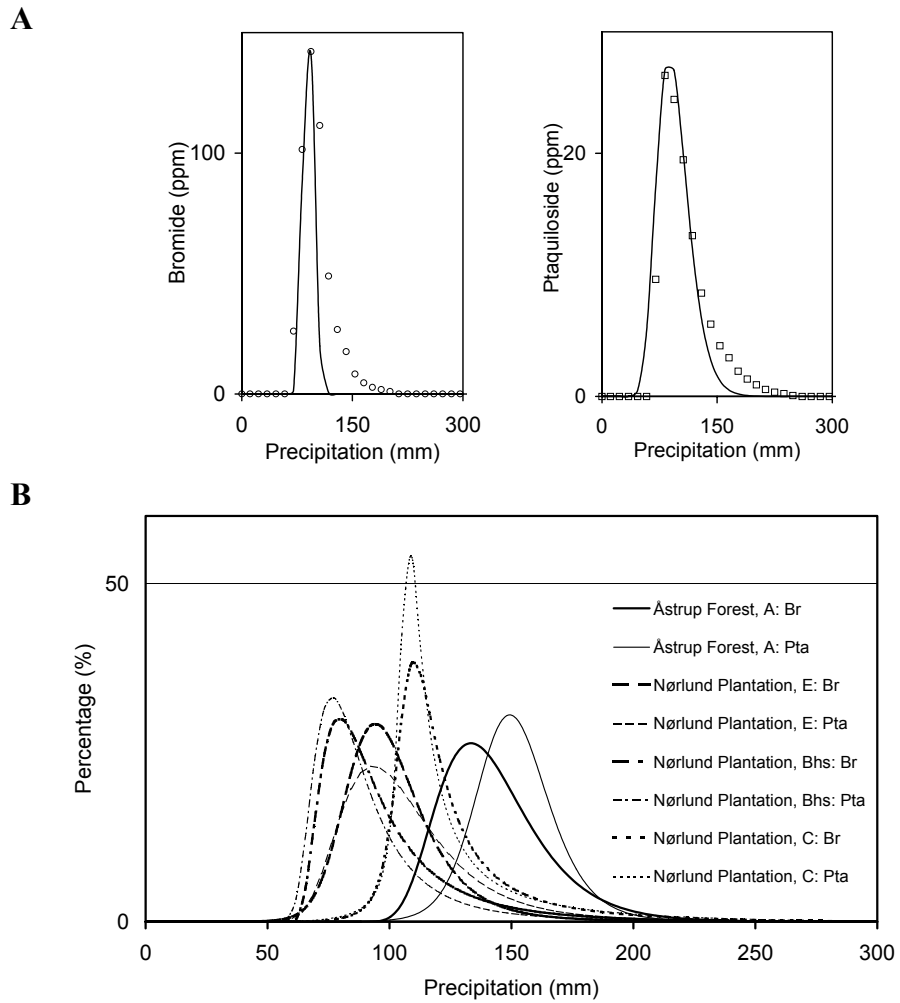 A
Bromide (ppm)
100
0
0 150 300
Precipitation (mm)
Ptaquiloside (ppm)
20
0
0 150 300
Precipitation (mm)
B
Percentage (%)
50
0
0 50 100 150 200 250 300
Precipitation (mm)
Åstrup Forest, A: Br
Åstrup Forest, A: Pta
Nørlund Plantation, E: Br
Nørlund Plantation, E: Pta
Nørlund Plantation, Bhs: Br
Nørlund Plantation, Bhs: Pta
Nørlund Plantation, C: Br
Nørlund Plantation, C: Pta